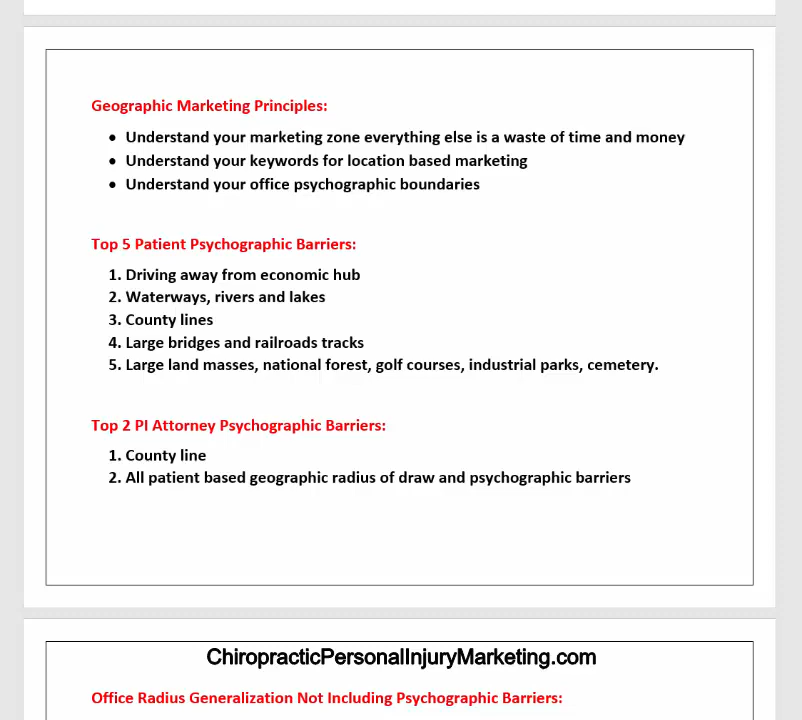 Geographic Marketing Principles:
• Understand your marketing zone everything else is a waste of time and money
• Understand your keywords for location based marketing
• Understand your office psychographic boundaries
Top 5 Patient Psychographic Barriers:
1. Driving away from economic hub
2. Waterways, rivers and lakes
3. County lines
4. Large bridges and railroads tracks
5. Large land masses, national forest, golf courses, industrial parks, cemetery.
Top 2 PI Attorney Psychographic Barriers:
1. County line
2. All patient based geographic radius of draw and psychographic barriers
ChiropracticPersonalInjuryMarketing.com
Office Radius Generalization Not Including Psychographic Barriers: